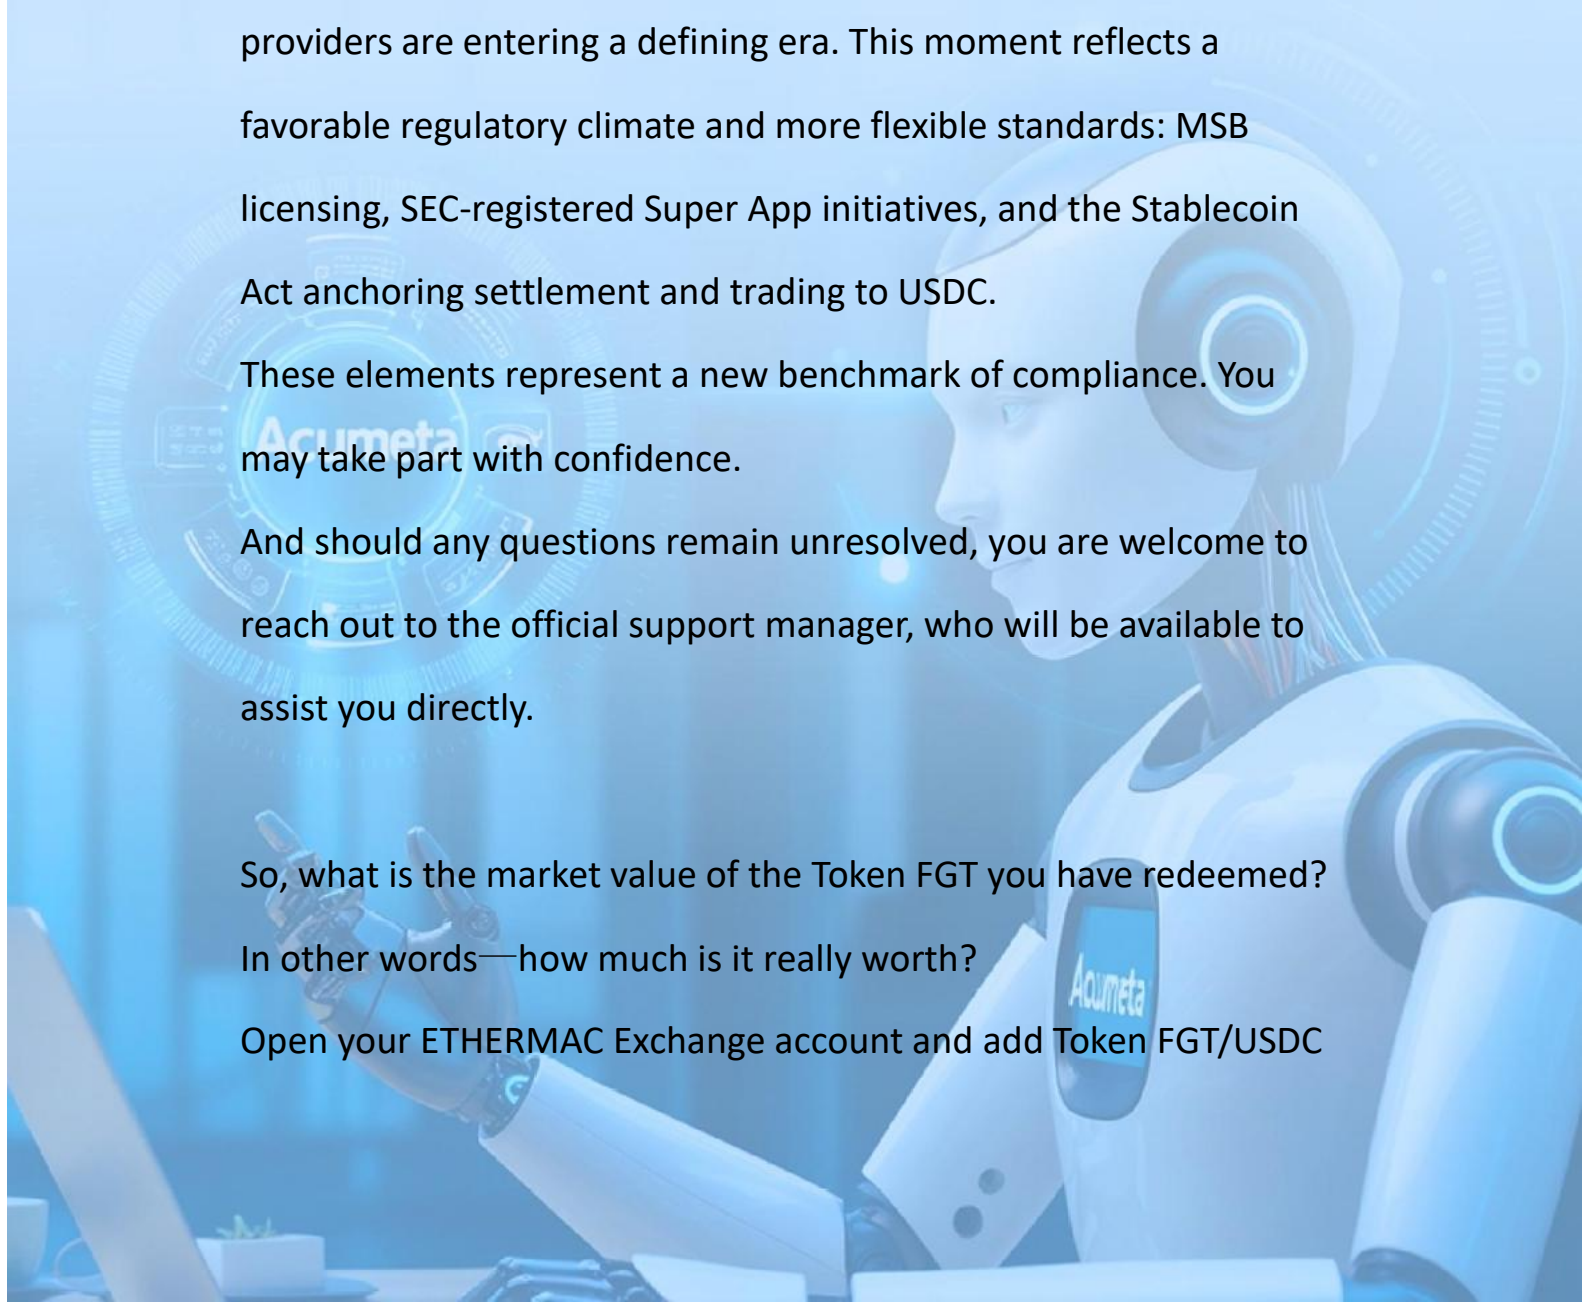 providers are entering a defining era. This moment reflects a
favorable regulatory climate and more flexible standards: MSB
licensing, SEC-registered Super App initiatives, and the Stablecoin
Act anchoring settlement and trading to USDC.
These elements represent a new benchmark of compliance. You
Acumeta
may take part with confidence.
And should any questions remain unresolved, you are welcome to
reach out to the official support manager, who will be available to
assist you directly.
So, what is the market value of the Token FGT you have redeemed?
In other words—how much is it really worth?
Acumeta
Open your ETHERMAC Exchange account and add Token FGT/USDC